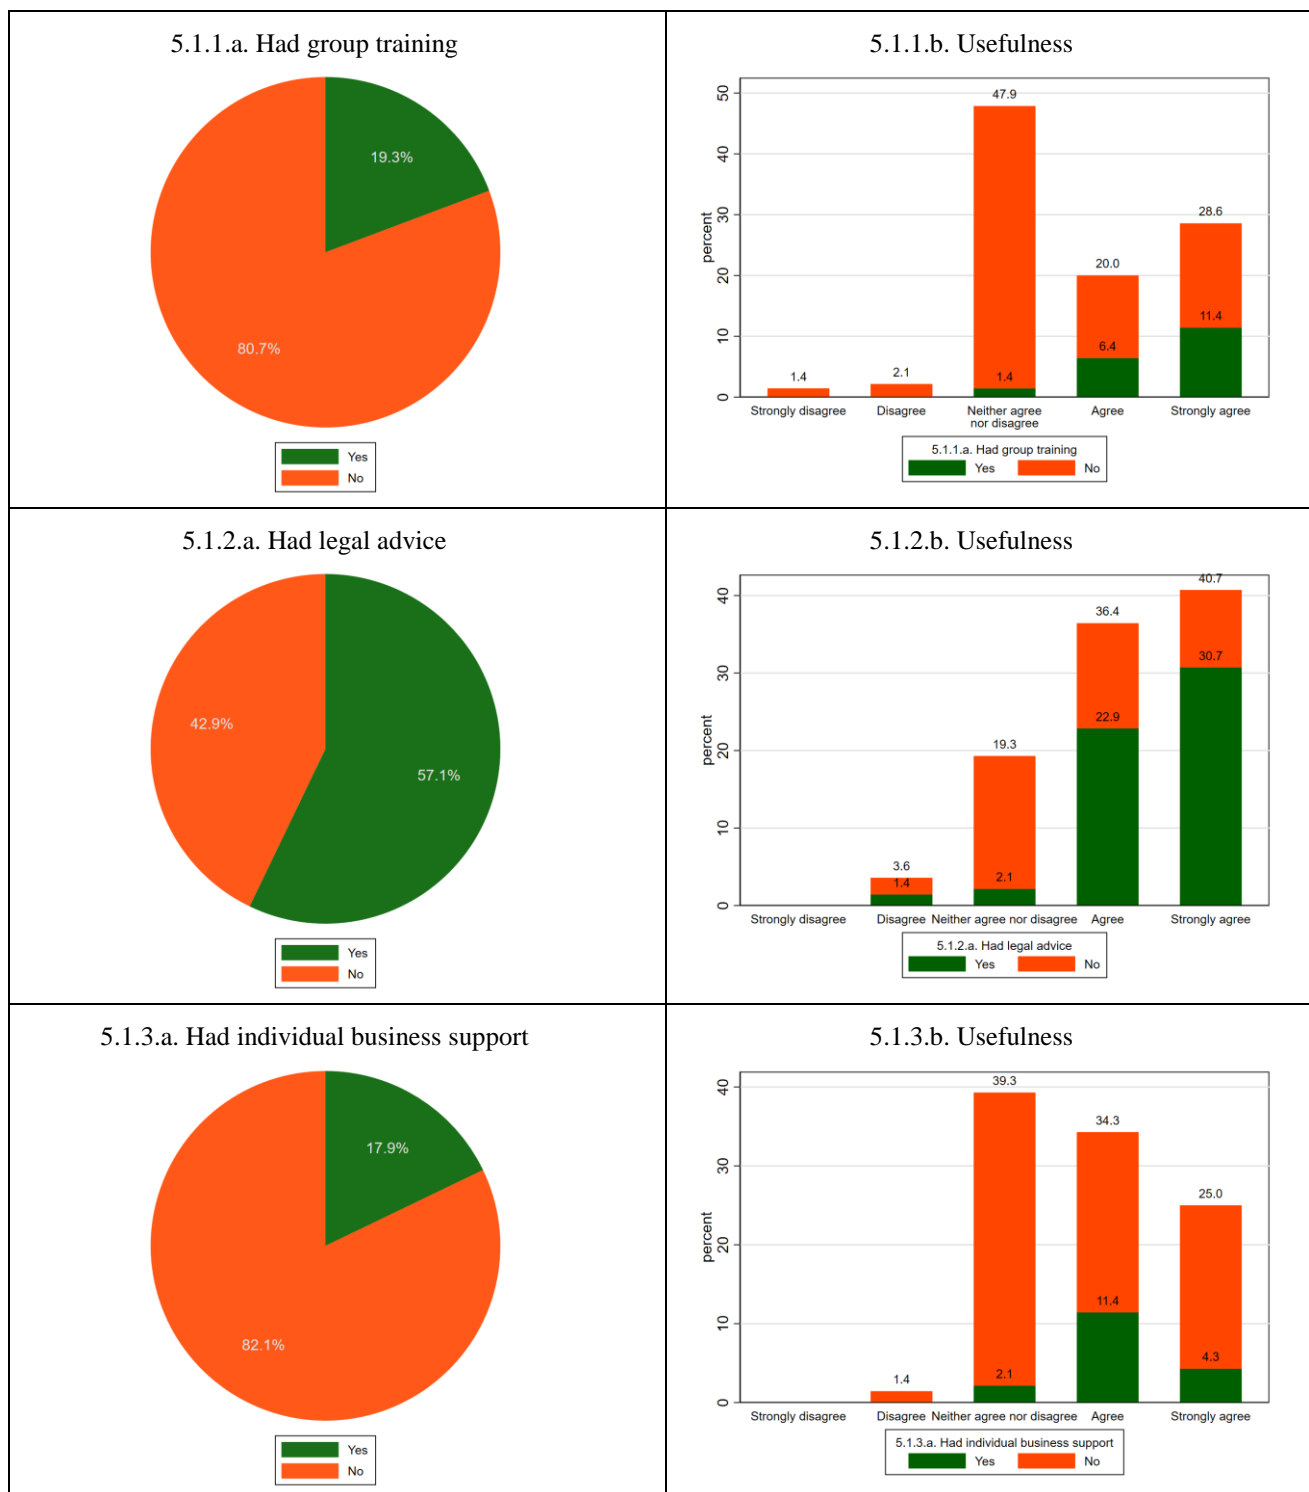 5.1.1.a. Had group training
19.3%
80.7%
Yes
No
5.1.1.b. Usefulness
percent
50
40
30
20
10
0
47.9
28.6
20.0
11.4
6.4
1.4
2.1
1.4
Strongly disagree
Disagree
Neither agree
nor disagree
Agree
Strongly agree
5.1.1.a. Had group training
Yes
No
5.1.2.a. Had legal advice
42.9%
57.1%
Yes
No
5.1.2.b. Usefulness
percent
40
30
20
10
0
40.7
36.4
30.7
22.9
19.3
3.6
1.4
2.1
Strongly disagree
Disagree
Neither agree nor disagree
Agree
Strongly agree
5.1.2.a. Had legal advice
Yes
No
5.1.3.a. Had individual business support
17.9%
82.1%
Yes
No
5.1.3.b. Usefulness
percent
40
30
20
10
0
39.3
34.3
25.0
11.4
4.3
1.4
2.1
Strongly disagree
Disagree
Neither agree nor disagree
Agree
Strongly agree
5.1.3.a. Had individual business support
Yes
No